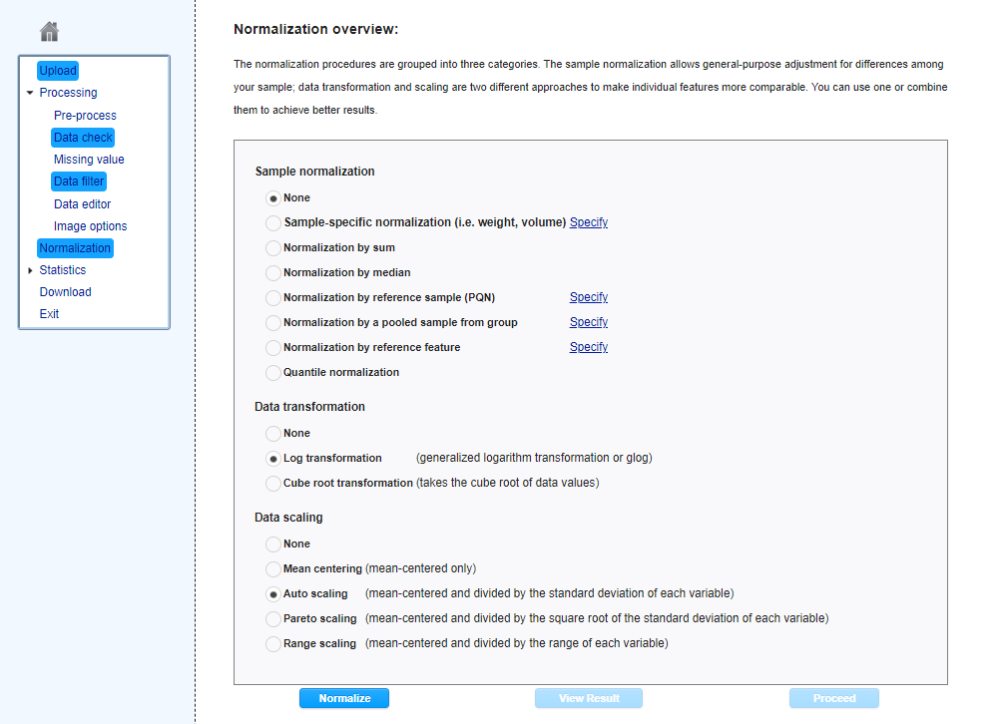 Upload
Processing
Pre-process
Data check
Missing value
Data filter
Data editor
Image options
Normalization
Statistics
Download
Exit
Normalization overview:
The normalization procedures are grouped into three categories. The sample normalization allows general-purpose adjustment for differences among
your sample; data transformation and scaling are two different approaches to make individual features more comparable. You can use one or combine
them to achieve better results.
Sample normalization
None
Sample-specific normalization (i.e. weight, volume) Specify
Normalization by sum
Normalization by median
Normalization by reference sample (PQN) Specify
Normalization by a pooled sample from group Specify
Normalization by reference feature Specify
Quantile normalization
Data transformation
None
Log transformation (generalized logarithm transformation or glog)
Cube root transformation (takes the cube root of data values)
Data scaling
None
Mean centering (mean-centered only)
Auto scaling (mean-centered and divided by the standard deviation of each variable)
Pareto scaling (mean-centered and divided by the square root of the standard deviation of each variable)
Range scaling (mean-centered and divided by the range of each variable)
Normalize View Result Proceed